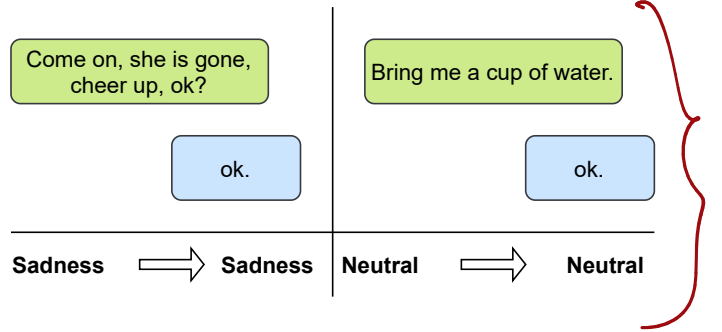 Come on, she is gone,
cheer up, ok?
ok.
Sadness Sadness
Bring me a cup of water.
ok.
Neutral Neutral